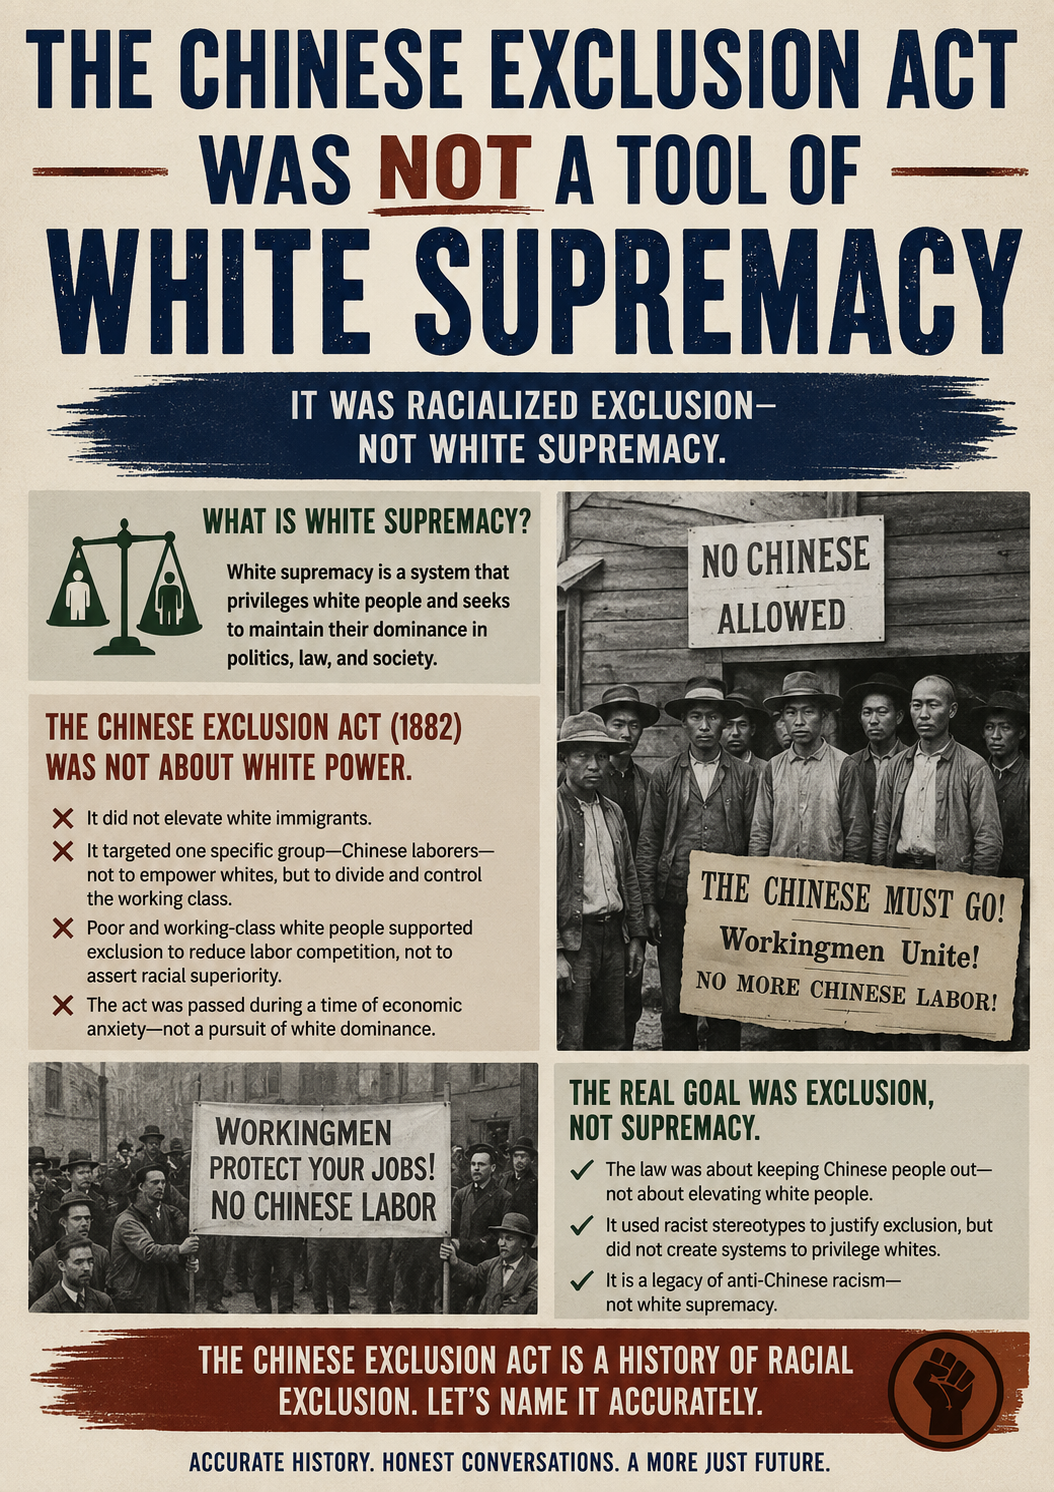 THE CHINESE EXCLUSION ACT
WAS NOT A TOOL OF
WHITE SUPREMACY
IT WAS RACIALIZED EXCLUSION—
NOT WHITE SUPREMACY.
WHAT IS WHITE SUPREMACY?
White supremacy is a system that
privileges white people and seeks
to maintain their dominance in
politics, law, and society.
THE CHINESE EXCLUSION ACT (1882)
WAS NOT ABOUT WHITE POWER.
It did not elevate white immigrants.
It targeted one specific group—Chinese laborers—
not to empower whites, but to divide and control
the working class.
Poor and working-class white people supported
exclusion to reduce labor competition, not to
assert racial superiority.
The act was passed during a time of economic
anxiety—not a pursuit of white dominance.
NO CHINESE
ALLOWED
THE CHINESE MUST GO!
Workingmen Unite!
NO MORE CHINESE LABOR!
WORKINGMEN
PROTECT YOUR JOBS!
NO CHINESE LABOR
THE REAL GOAL WAS EXCLUSION,
NOT SUPREMACY.
The law was about keeping Chinese people out—
not about elevating white people.
It used racist stereotypes to justify exclusion, but
did not create systems to privilege whites.
It is a legacy of anti-Chinese racism—
not white supremacy.
THE CHINESE EXCLUSION ACT IS A HISTORY OF RACIAL
EXCLUSION. LET'S NAME IT ACCURATELY.
ACCURATE HISTORY. HONEST CONVERSATIONS. A MORE JUST FUTURE.